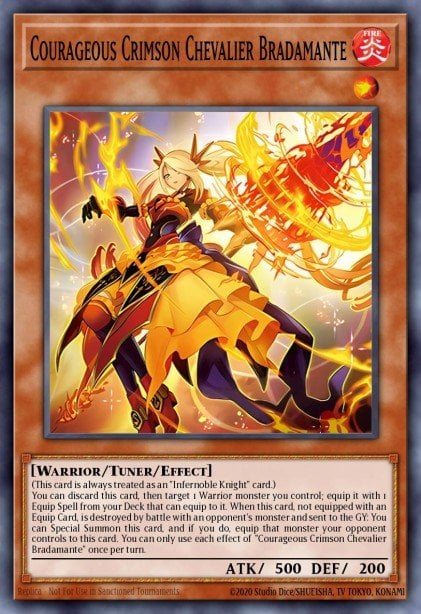 Courageous Crimson Chevalier Bradamante
FIRE
炎
[Warrior/Tuner/Effect]
(This card is always treated as an "Infernoble Knight" card.)
You can discard this card, then target 1 Warrior monster you control; equip it with 1
Equip Spell from your Deck that can equip to it. When this card, not equipped with an
Equip Card, is destroyed by battle with an opponent's monster and sent to the GY: You
can Special Summon this card, and if you do, equip that monster your opponent
controls to this card. You can only use each effect of "Courageous Crimson Chevalier
Bradamante" once per turn.
ATK/ 500 DEF/ 200
Replica - Not For Use in Sanctioned Tournaments
©2020 Studio Dice/SHUEISHA, TV TOKYO, KONAMI